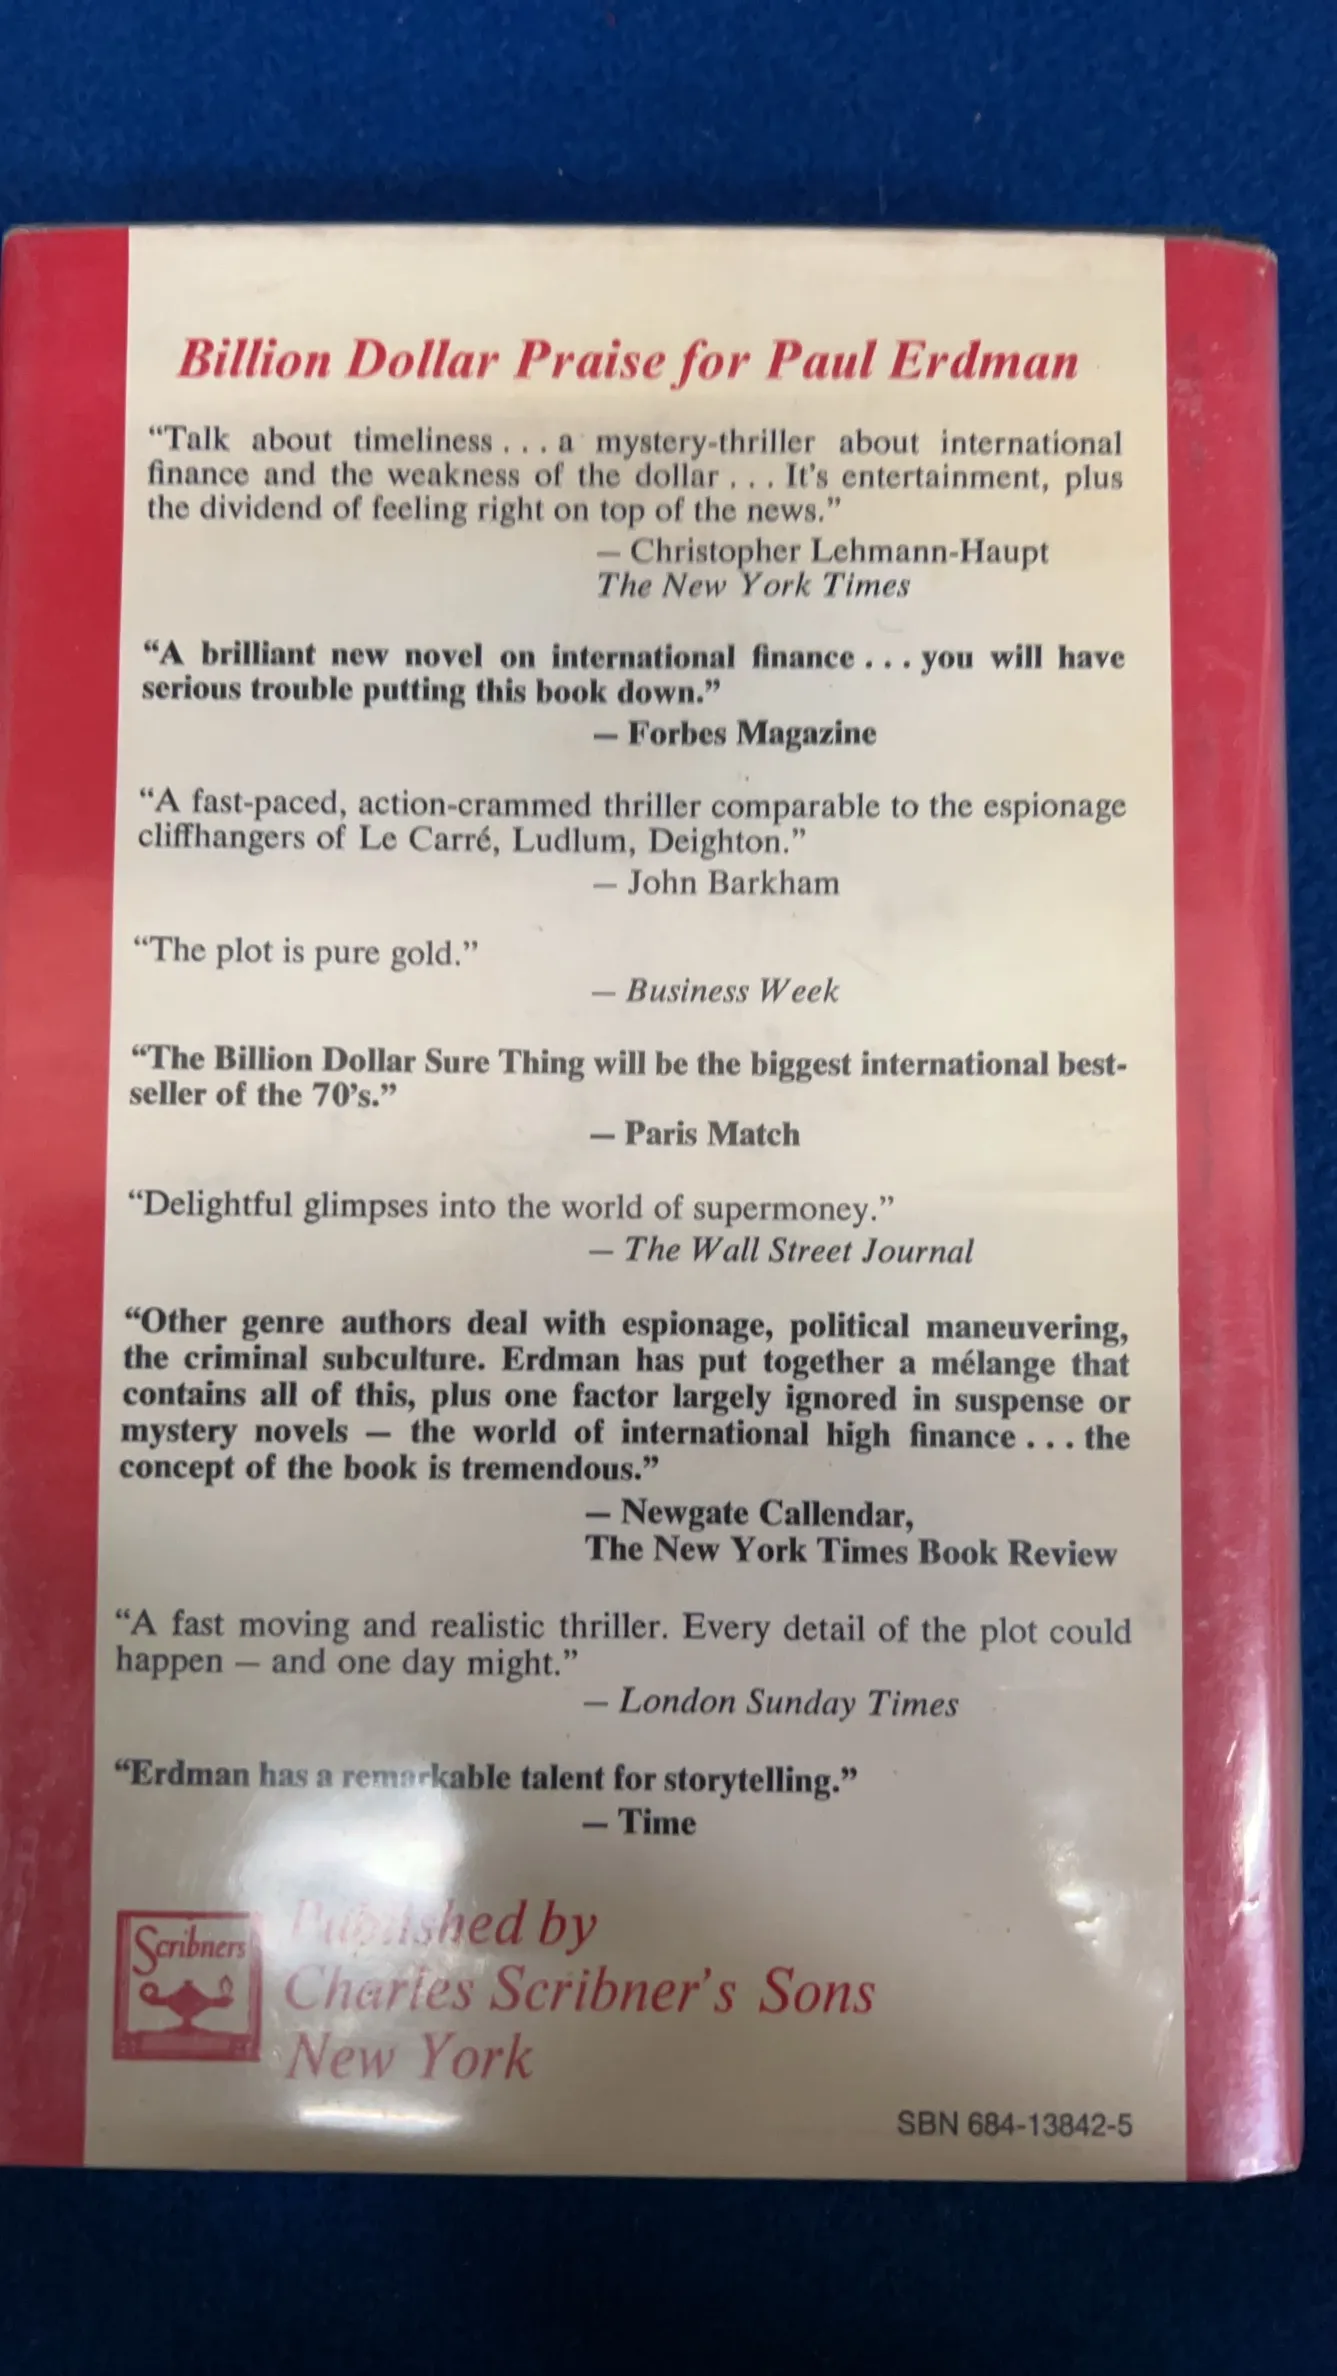 Billion Dollar Praise for Paul Erdman
“Talk about timeliness . . . a mystery-thriller about international
finance and the weakness of the dollar . . . It's entertainment, plus
the dividend of feeling right on top of the news.”
— Christopher Lehmann-Haupt
The New York Times
“A brilliant new novel on international finance . . . you will have
serious trouble putting this book down.”
— Forbes Magazine
“A fast-paced, action-crammed thriller comparable to the espionage
cliffhangers of Le Carré, Ludlum, Deighton.”
— John Barkham
“The plot is pure gold.”
— Business Week
“The Billion Dollar Sure Thing will be the biggest international best-
seller of the 70’s.”
— Paris Match
“Delightful glimpses into the world of supermoney.”
— The Wall Street Journal
“Other genre authors deal with espionage, political maneuvering,
the criminal subculture. Erdman has put together a mélange that
contains all of this, plus one factor largely ignored in suspense or
mystery novels — the world of international high finance . . . the
concept of the book is tremendous.”
— Newgate Callendar,
The New York Times Book Review
“A fast moving and realistic thriller. Every detail of the plot could
happen — and one day might.”
— London Sunday Times
“Erdman has a remarkable talent for storytelling.”
— Time
Scribners
Published by
Charles Scribner’s Sons
New York
SBN 684-13842-5